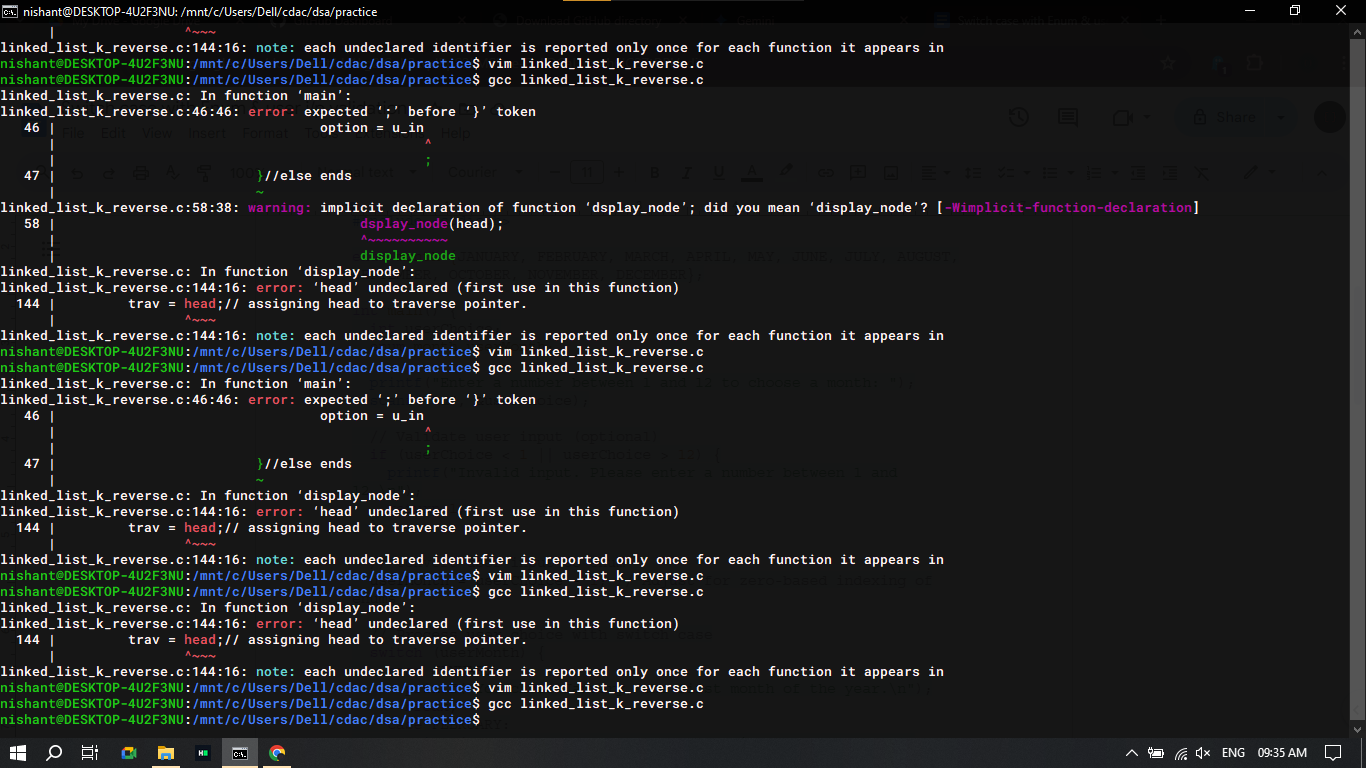 nishant@DESKTOP-4U2F3NU: /mnt/c/Users/Dell/cdac/dsa/practice
| ^~~~
linked_list_k_reverse.c:144:16: note: each undeclared identifier is reported only once for each function it appears in
nishant@DESKTOP-4U2F3NU:/mnt/c/Users/Dell/cdac/dsa/practice$ vim linked_list_k_reverse.c
nishant@DESKTOP-4U2F3NU:/mnt/c/Users/Dell/cdac/dsa/practice$ gcc linked_list_k_reverse.c
linked_list_k_reverse.c: In function ‘main’:
linked_list_k_reverse.c:46:46: error: expected ‘;’ before ‘}’ token
46 | option = u_in
| ^
| ;
47 | }//else ends
| ~
linked_list_k_reverse.c:58:38: warning: implicit declaration of function ‘dsplay_node’; did you mean ‘display_node’? [-Wimplicit-function-declaration]
58 | dsplay_node(head);
| ^~~~~~~~~~~
| display_node
linked_list_k_reverse.c: In function ‘display_node’:
linked_list_k_reverse.c:144:16: error: ‘head’ undeclared (first use in this function)
144 | trav = head;// assigning head to traverse pointer.
| ^~~~
linked_list_k_reverse.c:144:16: note: each undeclared identifier is reported only once for each function it appears in
nishant@DESKTOP-4U2F3NU:/mnt/c/Users/Dell/cdac/dsa/practice$ vim linked_list_k_reverse.c
nishant@DESKTOP-4U2F3NU:/mnt/c/Users/Dell/cdac/dsa/practice$ gcc linked_list_k_reverse.c
linked_list_k_reverse.c: In function ‘main’:
linked_list_k_reverse.c:46:46: error: expected ‘;’ before ‘}’ token
46 | option = u_in
| ^
| ;
47 | }//else ends
| ~
linked_list_k_reverse.c: In function ‘display_node’:
linked_list_k_reverse.c:144:16: error: ‘head’ undeclared (first use in this function)
144 | trav = head;// assigning head to traverse pointer.
| ^~~~
linked_list_k_reverse.c:144:16: note: each undeclared identifier is reported only once for each function it appears in
nishant@DESKTOP-4U2F3NU:/mnt/c/Users/Dell/cdac/dsa/practice$ vim linked_list_k_reverse.c
nishant@DESKTOP-4U2F3NU:/mnt/c/Users/Dell/cdac/dsa/practice$ gcc linked_list_k_reverse.c
linked_list_k_reverse.c: In function ‘display_node’:
linked_list_k_reverse.c:144:16: error: ‘head’ undeclared (first use in this function)
144 | trav = head;// assigning head to traverse pointer.
| ^~~~
linked_list_k_reverse.c:144:16: note: each undeclared identifier is reported only once for each function it appears in
nishant@DESKTOP-4U2F3NU:/mnt/c/Users/Dell/cdac/dsa/practice$ vim linked_list_k_reverse.c
nishant@DESKTOP-4U2F3NU:/mnt/c/Users/Dell/cdac/dsa/practice$ gcc linked_list_k_reverse.c
nishant@DESKTOP-4U2F3NU:/mnt/c/Users/Dell/cdac/dsa/practice$
ENG 09:35 AM